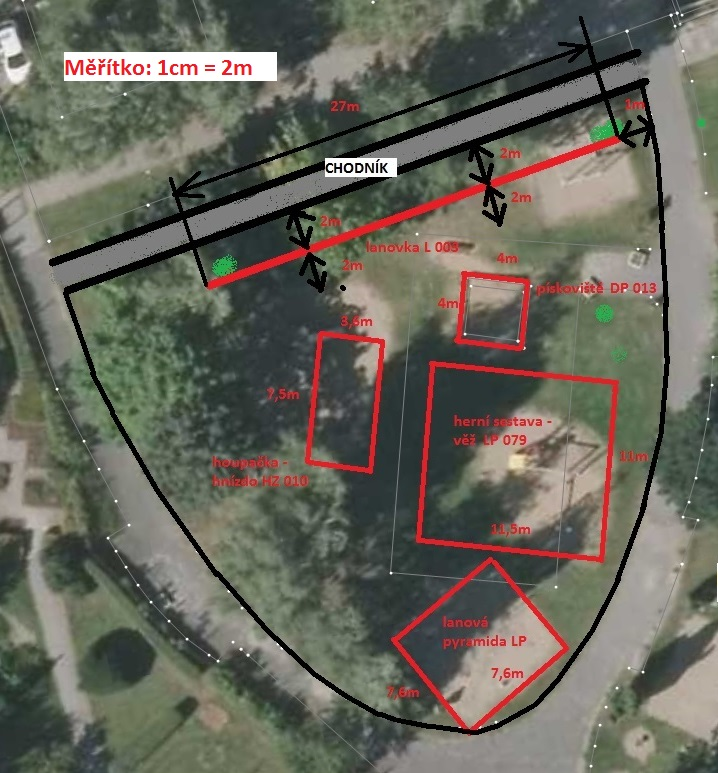 Měřítko: 1cm = 2m
27m
1m
CHODNÍK
2m
2m
2m
2m
lanovka L 003
4m
4m
pískoviště DP 013
3,6m
7,5m
herní sestava -
věž LP 079
11m
houpačka -
hnízdo HZ 010
11,5m
lanová
pyramida LP
7,6m
7,6m